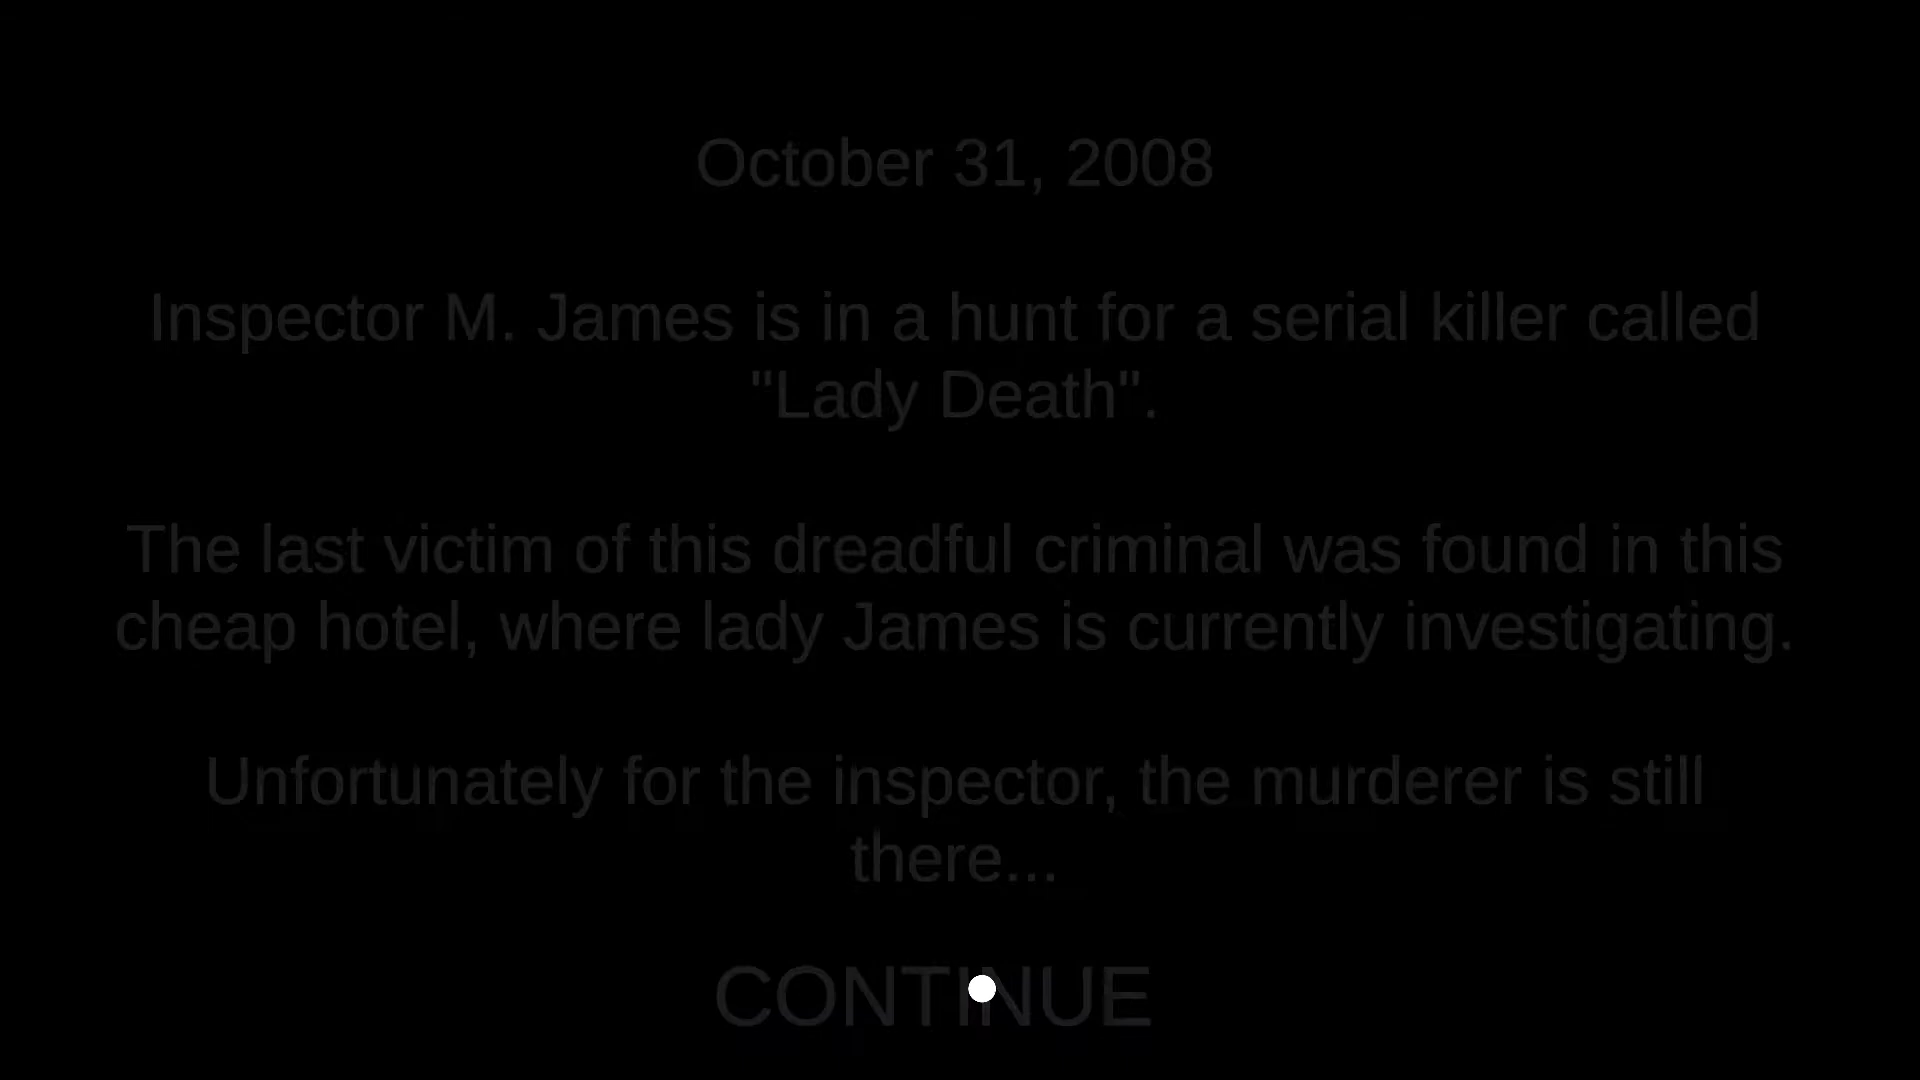 October 31, 2008
Inspector M. James is in a hunt for a serial killer called
"Lady Death".
The last victim of this dreadful criminal was found in this
cheap hotel, where lady James is currently investigating.
Unfortunately for the inspector, the murderer is still
there...
CONTINUE